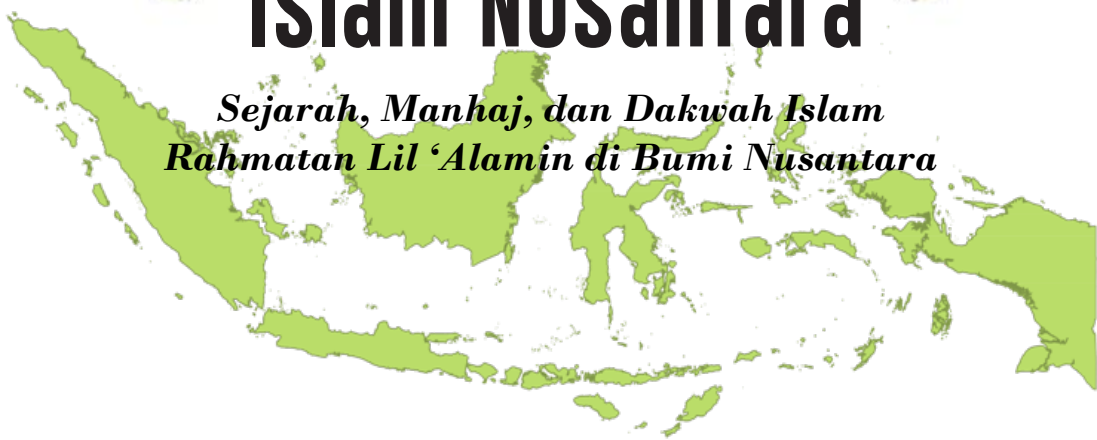 Islam Nusantara
Sejarah, Manhaj, dan Dakwah Islam
Rahmatan Lil ‘Alamin di Bumi Nusantara